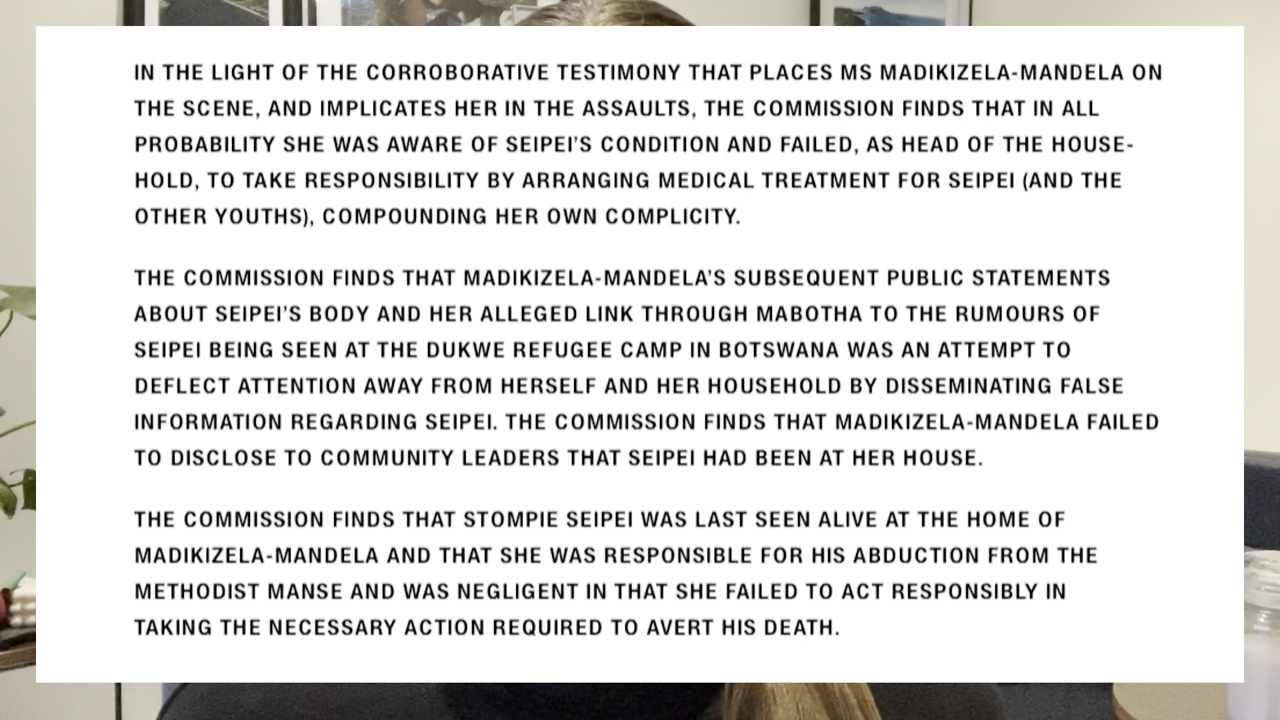 IN THE LIGHT OF THE CORROBORATIVE TESTIMONY THAT PLACES MS MADIKIZELA-MANDELA ON
THE SCENE, AND IMPLICATES HER IN THE ASSAULTS, THE COMMISSION FINDS THAT IN ALL
PROBABILITY SHE WAS AWARE OF SEIPEI'S CONDITION AND FAILED, AS HEAD OF THE HOUSE-
HOLD, TO TAKE RESPONSIBILITY BY ARRANGING MEDICAL TREATMENT FOR SEIPEI (AND THE
OTHER YOUTHS), COMPOUNDING HER OWN COMPLICITY.
THE COMMISSION FINDS THAT MADIKIZELA-MANDELA'S SUBSEQUENT PUBLIC STATEMENTS
ABOUT SEIPEI'S BODY AND HER ALLEGED LINK THROUGH MABOTHA TO THE RUMOURS OF
SEIPEI BEING SEEN AT THE DUKWE REFUGEE CAMP IN BOTSWANA WAS AN ATTEMPT TO
DEFLECT ATTENTION AWAY FROM HERSELF AND HER HOUSEHOLD BY DISSEMINATING FALSE
INFORMATION REGARDING SEIPEI. THE COMMISSION FINDS THAT MADIKIZELA-MANDELA FAILED
TO DISCLOSE TO COMMUNITY LEADERS THAT SEIPEI HAD BEEN AT HER HOUSE.
THE COMMISSION FINDS THAT STOMPIE SEIPEI WAS LAST SEEN ALIVE AT THE HOME OF
MADIKIZELA-MANDELA AND THAT SHE WAS RESPONSIBLE FOR HIS ABDUCTION FROM THE
METHODIST MANSE AND WAS NEGLIGENT IN THAT SHE FAILED TO ACT RESPONSIBLY IN
TAKING THE NECESSARY ACTION REQUIRED TO AVERT HIS DEATH.